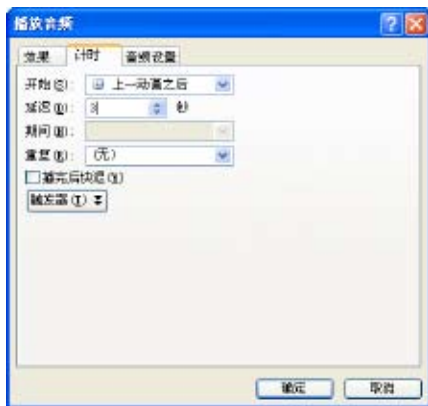 播放音频
效果 计时 音频设置
开始(S): 上一动画之后
延迟(D): 3 秒
期间(N):
重复(R): (无)
播完后快退(W)
触发器(T)
确定 取消